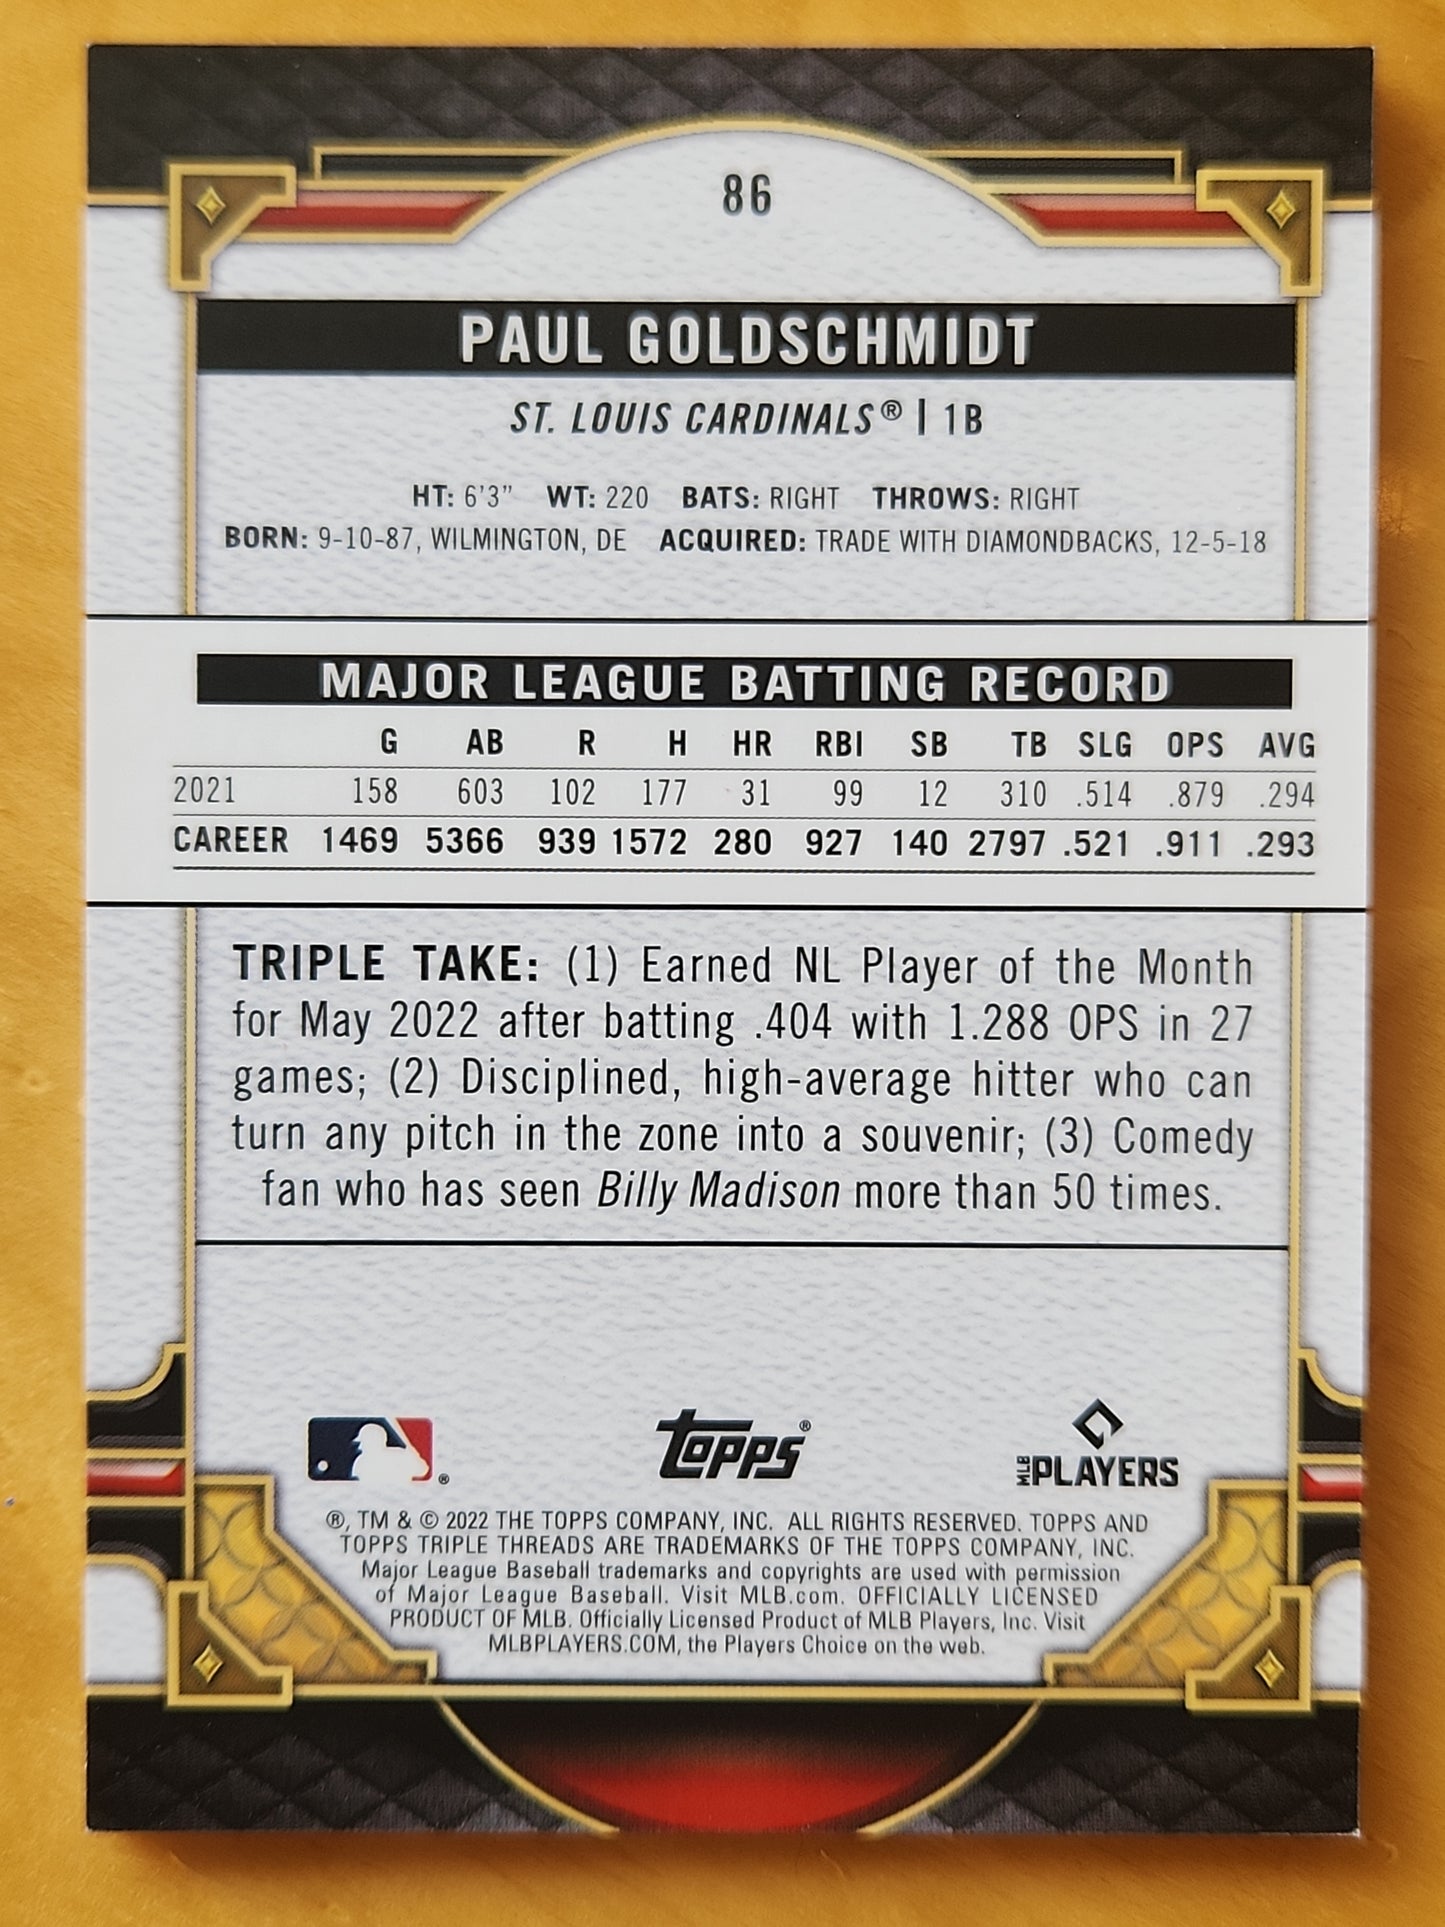 86
PAUL GOLDSCHMIDT
ST. LOUIS CARDINALS® | 1B
HT: 6'3" WT: 220 BATS: RIGHT THROWS: RIGHT
BORN: 9-10-87, WILMINGTON, DE ACQUIRED: TRADE WITH DIAMONDBACKS, 12-5-18
MAJOR LEAGUE BATTING RECORD
G AB R H HR RBI SB TB SLG OPS AVG
2021 158 603 102 177 31 99 12 310 .514 .879 .294
CAREER 1469 5366 939 1572 280 927 140 2797 .521 .911 .293
TRIPLE TAKE: (1) Earned NL Player of the Month
for May 2022 after batting .404 with 1.288 OPS in 27
games; (2) Disciplined, high-average hitter who can
turn any pitch in the zone into a souvenir; (3) Comedy
fan who has seen Billy Madison more than 50 times.
® Topps® MLB PLAYERS
®, TM & © 2022 THE TOPPS COMPANY, INC. ALL RIGHTS RESERVED. TOPPS AND
TOPPS TRIPLE THREADS ARE TRADEMARKS OF THE TOPPS COMPANY, INC.
Major League Baseball trademarks and copyrights are used with permission
of Major League Baseball. Visit MLB.com. OFFICIALLY LICENSED
PRODUCT OF MLB. Officially Licensed Product of MLB Players, Inc. Visit
MLBPLAYERS.COM, the Players Choice on the web.